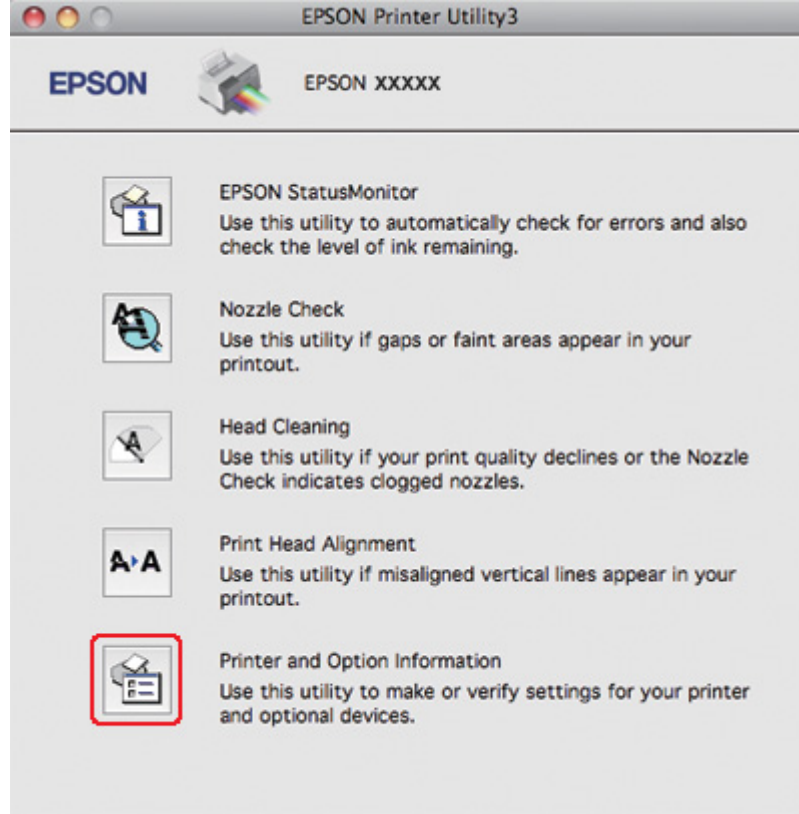 EPSON Printer Utility3
EPSON
EPSON XXXXX
EPSON StatusMonitor
Use this utility to automatically check for errors and also
check the level of ink remaining.
Nozzle Check
Use this utility if gaps or faint areas appear in your
printout.
Head Cleaning
Use this utility if your print quality declines or the Nozzle
Check indicates clogged nozzles.
Print Head Alignment
Use this utility if misaligned vertical lines appear in your
printout.
Printer and Option Information
Use this utility to make or verify settings for your printer
and optional devices.